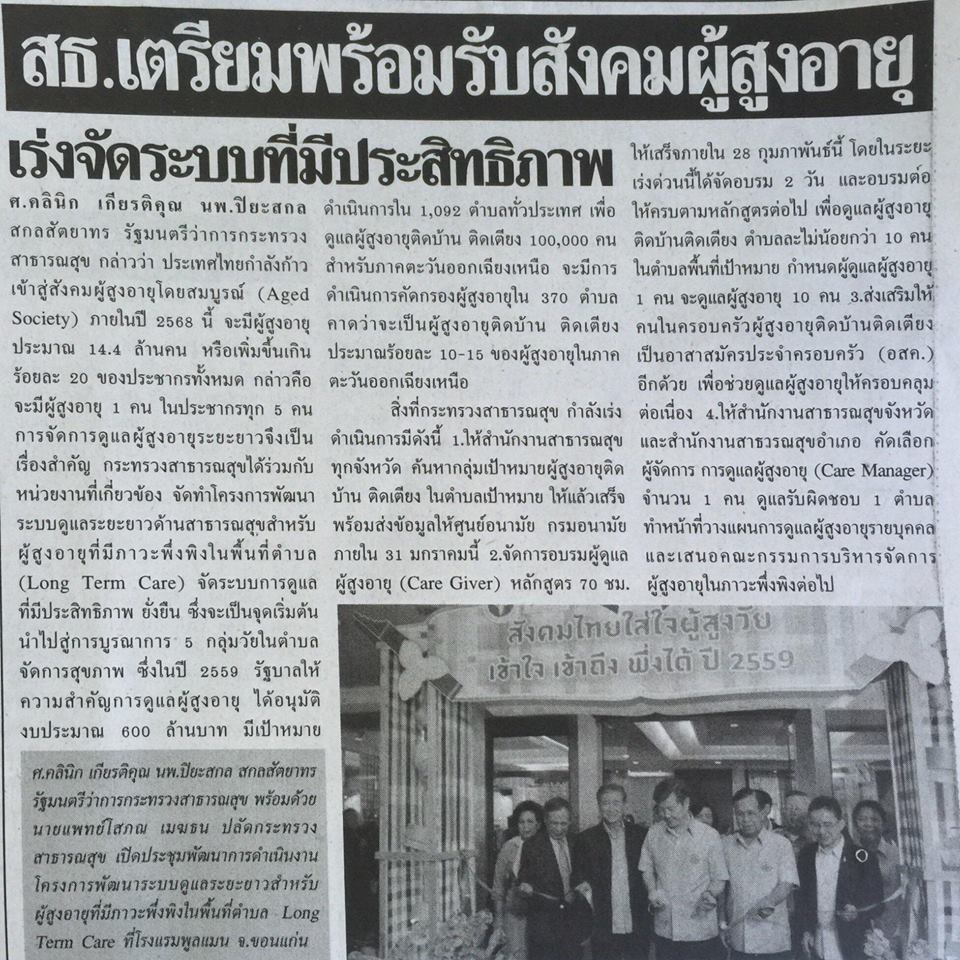 สธ.เตรียมพร้อมรับสังคมผู้สูงอายุ
เร่งจัดระบบที่มีประสิทธิภาพ
ศ.คลินิก เกียรติคุณ นพ.ปิยะสกล
สกลสัตยาทร รัฐมนตรีว่าการกระทรวง
สาธารณสุข กล่าวว่า ประเทศไทยกำลังก้าว
เข้าสู่สังคมผู้สูงอายุโดยสมบูรณ์ (Aged
Society) ภายในปี 2568 นี้ จะมีผู้สูงอายุ
ประมาณ 14.4 ล้านคน หรือเพิ่มขึ้นเกิน
ร้อยละ 20 ของประชากรทั้งหมด กล่าวคือ
จะมีผู้สูงอายุ 1 คน ในประชากรทุก 5 คน
การจัดการดูแลผู้สูงอายุระยะยาวจึงเป็น
เรื่องสำคัญ กระทรวงสาธารณสุขได้ร่วมกับ
หน่วยงานที่เกี่ยวข้อง จัดทำโครงการพัฒนา
ระบบดูแลระยะยาวด้านสาธารณสุขสำหรับ
ผู้สูงอายุที่มีภาวะพึ่งพิงในพื้นที่ตำบล
(Long Term Care) จัดระบบการดูแล
ที่มีประสิทธิภาพ ยั่งยืน ซึ่งจะเป็นจุดเริ่มต้น
นำไปสู่การบูรณาการ 5 กลุ่มวัยในตำบล
จัดการสุขภาพ ซึ่งในปี 2559 รัฐบาลให้
ความสำคัญการดูแลผู้สูงอายุ ได้อนุมัติ
งบประมาณ 600 ล้านบาท มีเป้าหมาย
ดำเนินการใน 1,092 ตำบลทั่วประเทศ เพื่อ
ดูแลผู้สูงอายุติดบ้าน ติดเตียง 100,000 คน
สำหรับภาคตะวันออกเฉียงเหนือ จะมีการ
ดำเนินการคัดกรองผู้สูงอายุใน 370 ตำบล
คาดว่าจะเป็นผู้สูงอายุติดบ้าน ติดเตียง
ประมาณร้อยละ 10-15 ของผู้สูงอายุในภาค
ตะวันออกเฉียงเหนือ
สิ่งที่กระทรวงสาธารณสุข กำลังเร่ง
ดำเนินการมีดังนี้ 1.ให้สำนักงานสาธารณสุข
ทุกจังหวัด ค้นหากลุ่มเป้าหมายผู้สูงอายุติด
บ้าน ติดเตียง ในตำบลเป้าหมาย ให้แล้วเสร็จ
พร้อมส่งข้อมูลให้ศูนย์อนามัย กรมอนามัย
ภายใน 31 มกราคมนี้ 2.จัดการอบรมผู้ดูแล
ผู้สูงอายุ (Care Giver) หลักสูตร 70 ชม.
ให้เสร็จภายใน 28 กุมภาพันธ์นี้ โดยในระยะ
เร่งด่วนนี้ได้จัดอบรม 2 วัน และอบรมต่อ
ให้ครบตามหลักสูตรต่อไป เพื่อดูแลผู้สูงอายุ
ติดบ้านติดเตียง ตำบลละไม่น้อยกว่า 10 คน
ในตำบลพื้นที่เป้าหมาย กำหนดผู้ดูแลผู้สูงอายุ
1 คน จะดูแลผู้สูงอายุ 10 คน 3.ส่งเสริมให้
คนในครอบครัวผู้สูงอายุติดบ้านติดเตียง
เป็นอาสาสมัครประจำครอบครัว (อสค.)
อีกด้วย เพื่อช่วยดูแลผู้สูงอายุให้ครอบคลุม
ต่อเนื่อง 4.ให้สำนักงานสาธารณสุขจังหวัด
และสำนักงานสาธวรณสุขอำเภอ คัดเลือก
ผู้จัดการ การดูแลผู้สูงอายุ (Care Manager)
จำนวน 1 คน ดูแลรับผิดชอบ 1 ตำบล
ทำหน้าที่วางแผนการดูแลผู้สูงอายุรายบุคคล
และเสนอคณะกรรมการบริหารจัดการ
ผู้สูงอายุในภาวะพึ่งพิงต่อไป
สังคมไทยใส่ใจผู้สูงวัย
เข้าใจ เข้าถึง พึ่งได้ ปี 2559
ศ.คลินิก เกียรติคุณ นพ.ปิยะสกล สกลสัตยาทร
รัฐมนตรีว่าการกระทรวงสาธารณสุข พร้อมด้วย
นายแพทย์โสภณ เมฆธน ปลัดกระทรวง
สาธารณสุข เปิดประชุมพัฒนาการดำเนินงาน
โครงการพัฒนาระบบดูแลระยะยาวสำหรับ
ผู้สูงอายุที่มีภาวะพึ่งพิงในพื้นที่ตำบล Long
Term Care ที่โรงแรมพูลแมน จ.ขอนแก่น